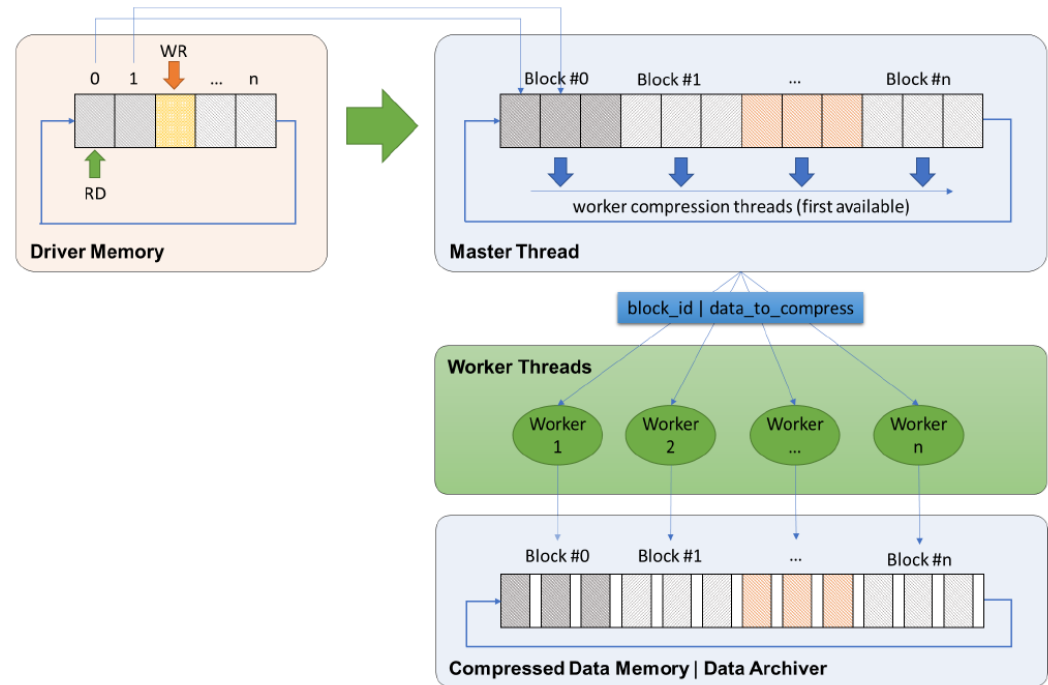 WR
0 1 ... n
RD
Driver Memory
Block #0 Block #1 ... Block #n
worker compression threads (first available)
Master Thread
block_id | data_to_compress
Worker Threads
Worker 1
Worker 2
Worker ...
Worker n
Block #0 Block #1 ... Block #n
Compressed Data Memory | Data Archiver